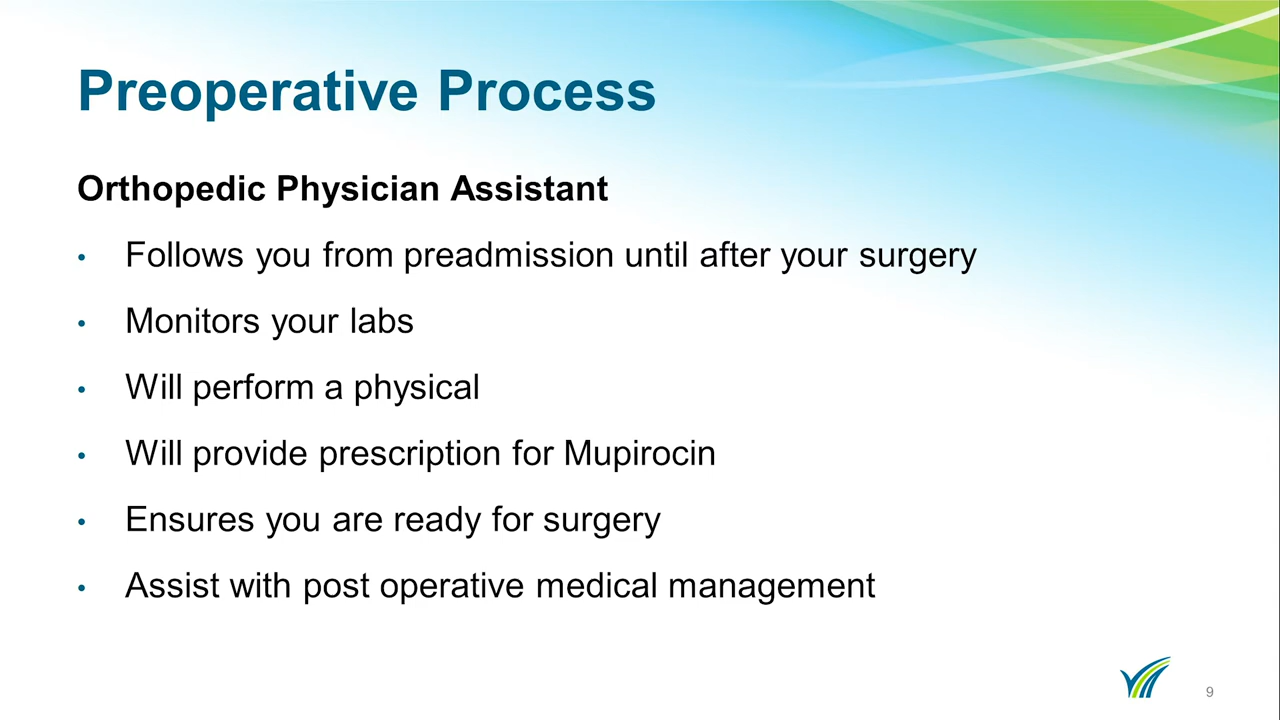 Preoperative Process
Orthopedic Physician Assistant
• Follows you from preadmission until after your surgery
• Monitors your labs
• Will perform a physical
• Will provide prescription for Mupirocin
• Ensures you are ready for surgery
• Assist with post operative medical management
9